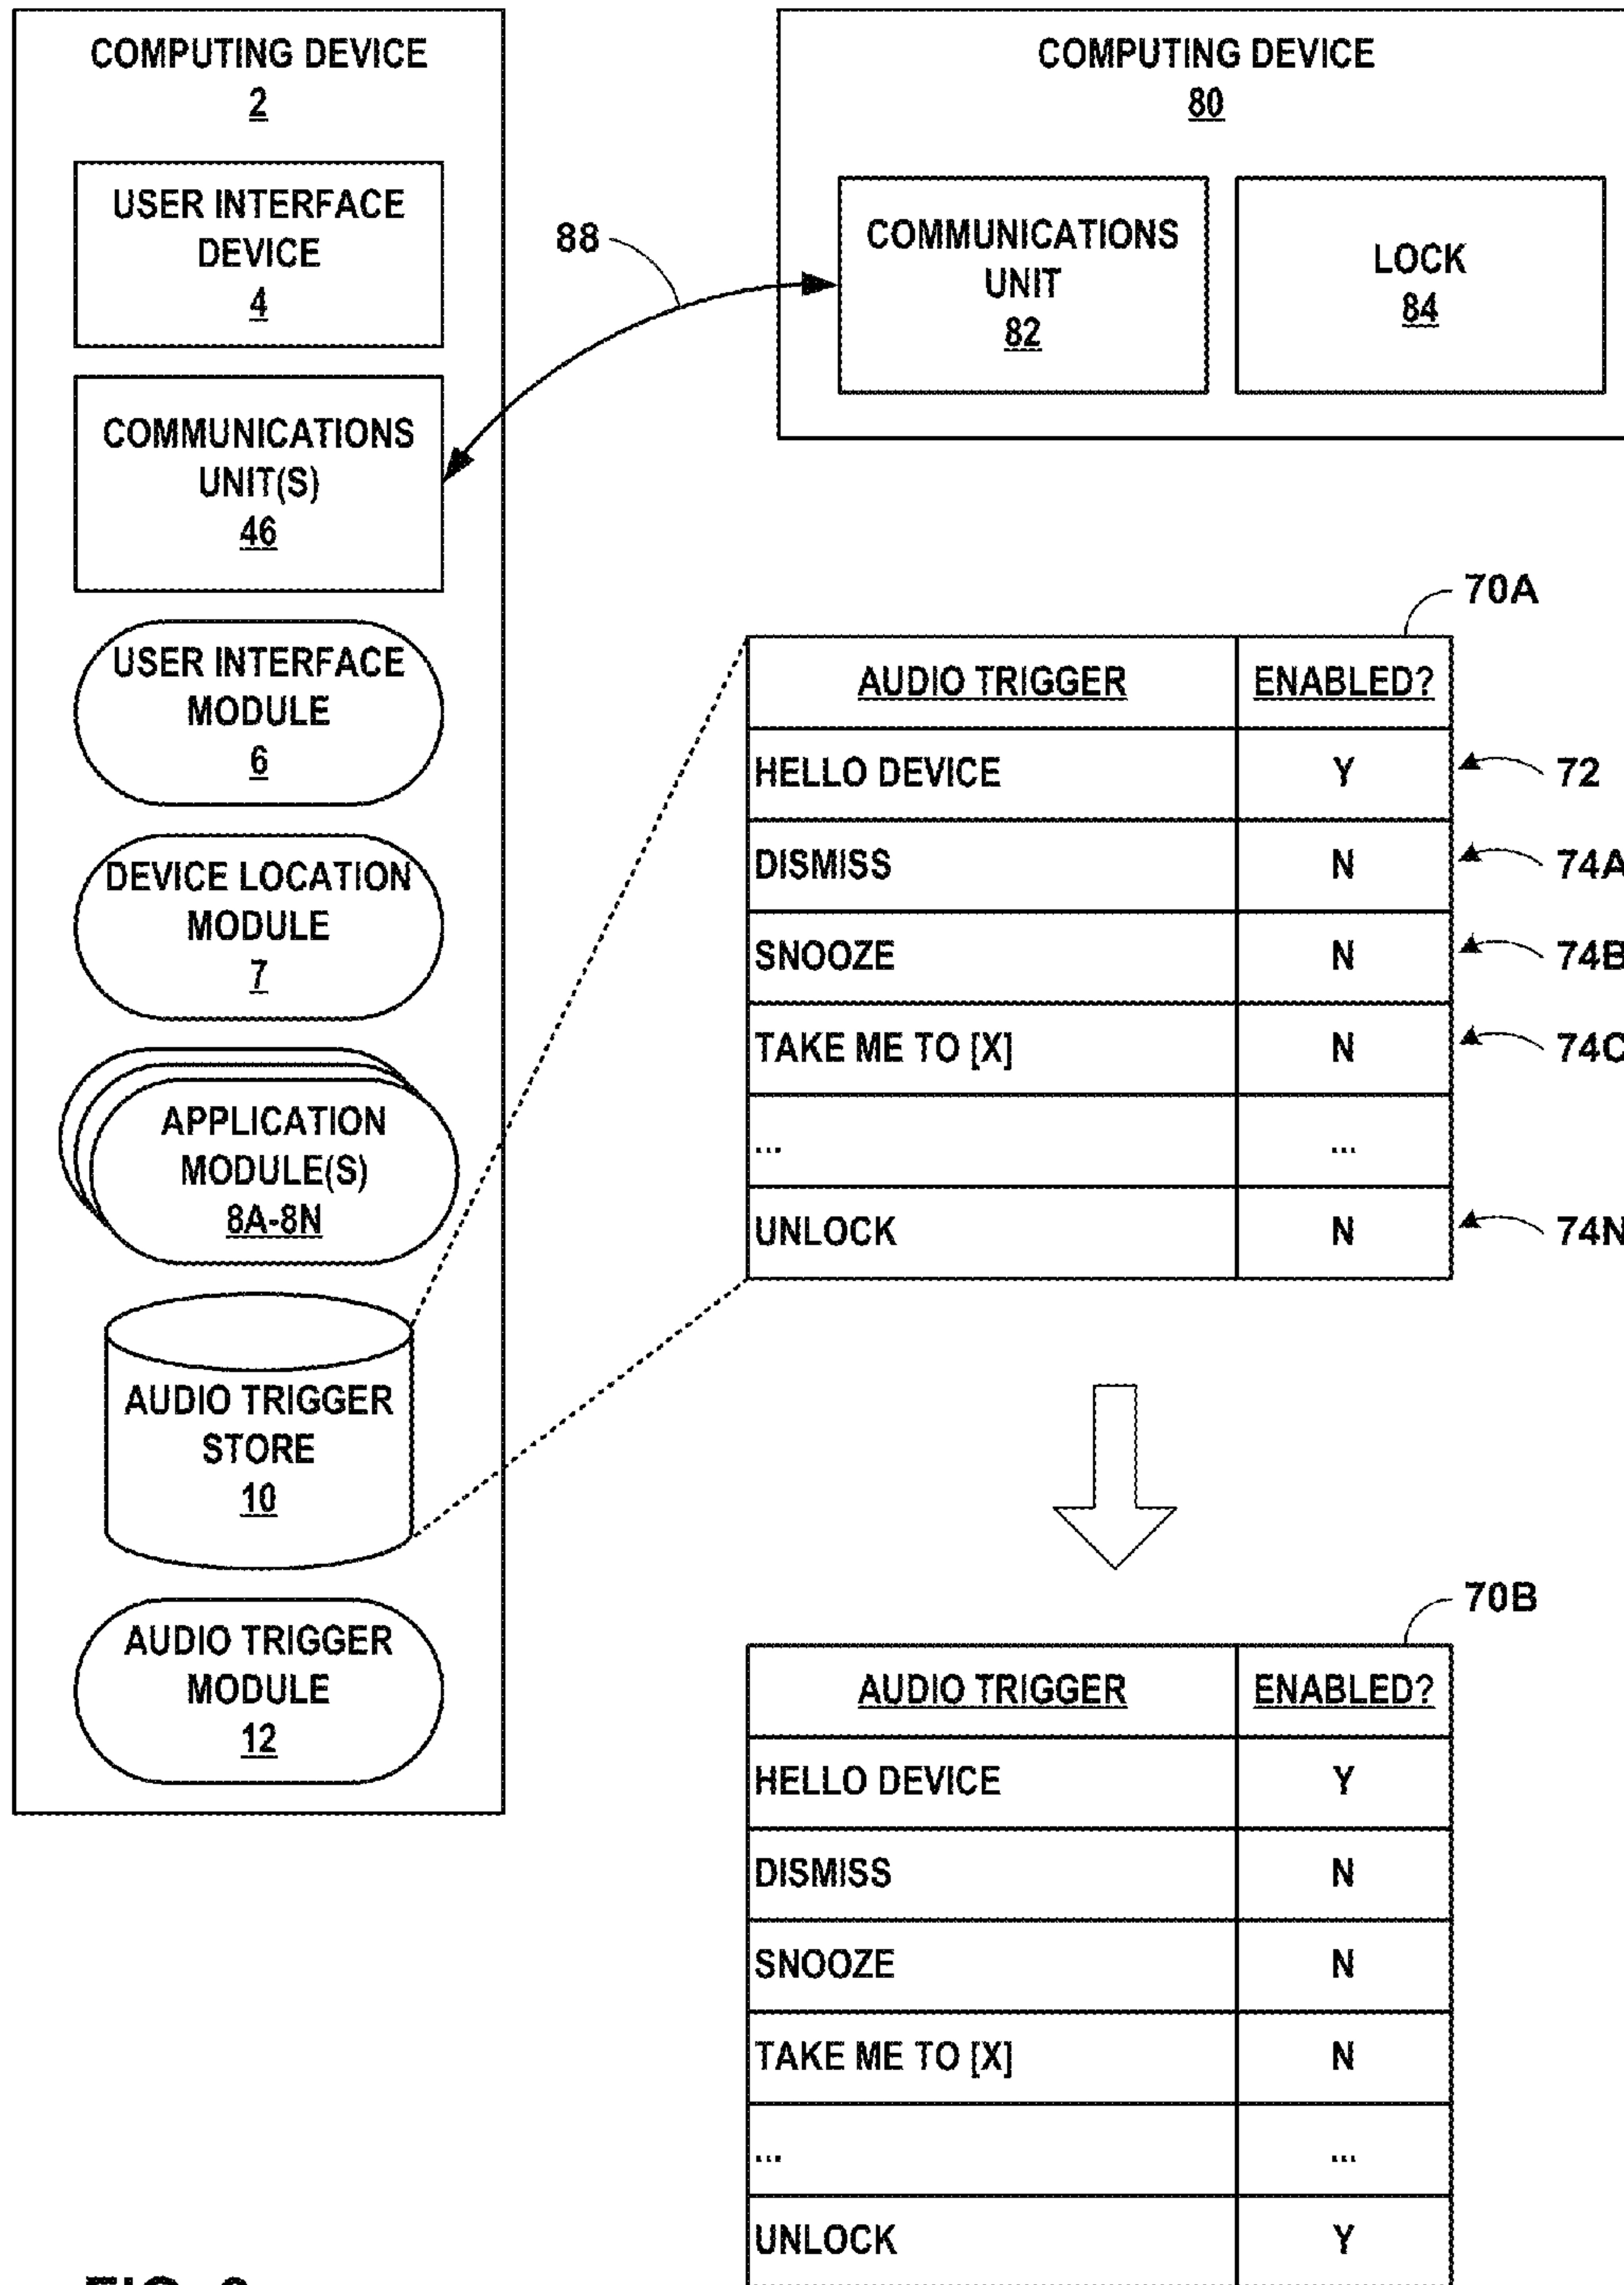 COMPUTING DEVICE
2
USER INTERFACE
DEVICE
4
COMMUNICATIONS
UNIT(S)
46
USER INTERFACE
MODULE
6
DEVICE LOCATION
MODULE
7
APPLICATION
MODULE(S)
8A-8N
AUDIO TRIGGER
STORE
10
AUDIO TRIGGER
MODULE
12
88
COMPUTING DEVICE
80
COMMUNICATIONS
UNIT
82
LOCK
84
70A
AUDIO TRIGGER ENABLED?
HELLO DEVICE Y 72
DISMISS N 74A
SNOOZE N 74B
TAKE ME TO [X] N 74C
... ...
UNLOCK N 74N
70B
AUDIO TRIGGER ENABLED?
HELLO DEVICE Y
DISMISS N
SNOOZE N
TAKE ME TO [X] N
... ...
UNLOCK Y